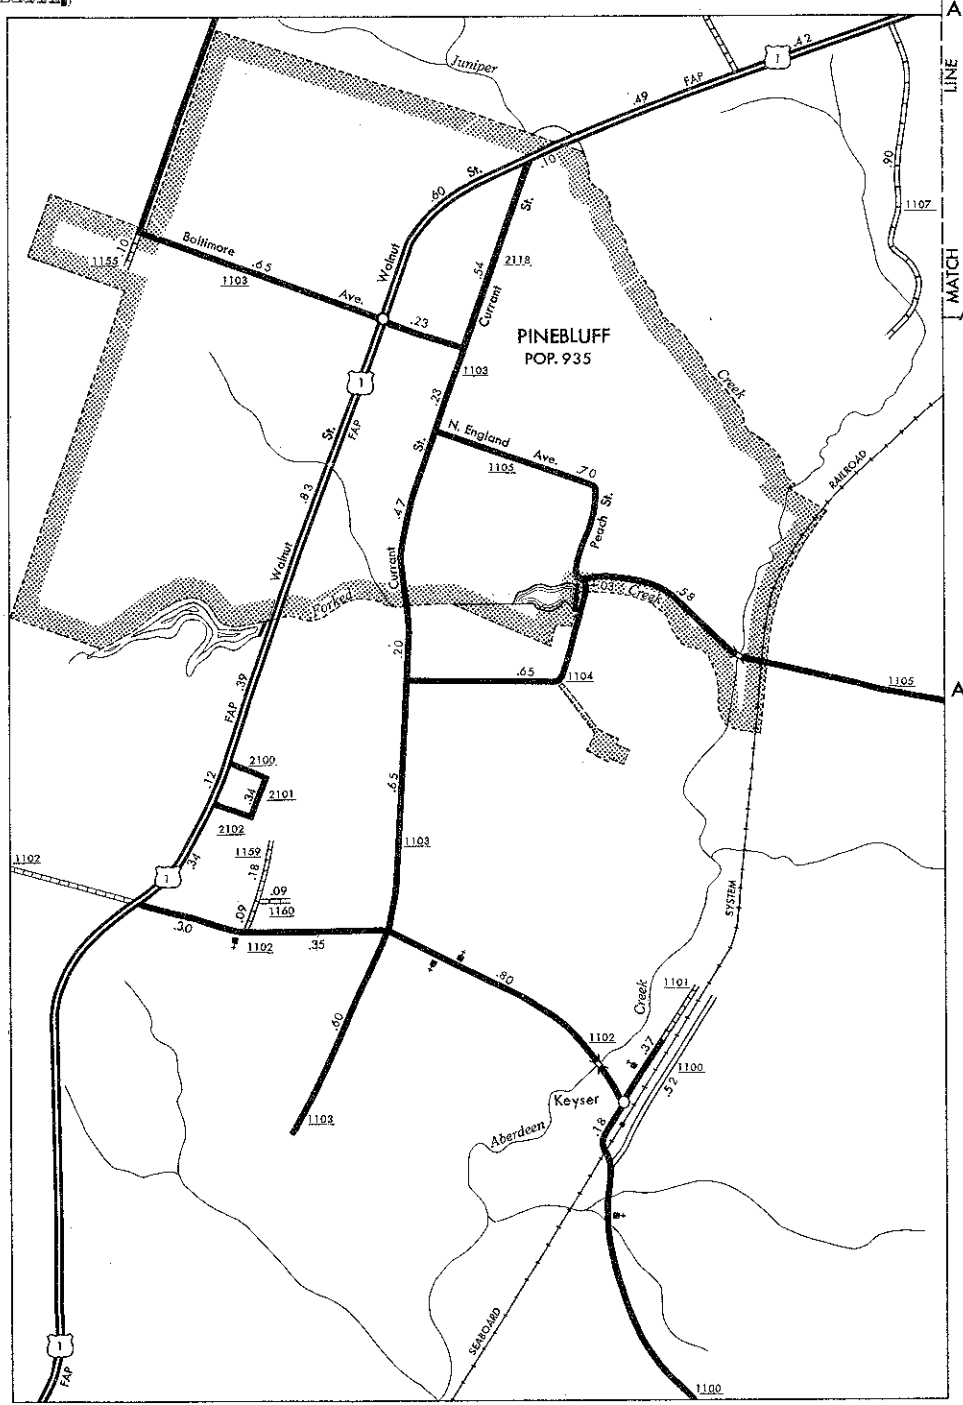 A
LINE
MATCH
Juniper
1
.42
FAP
.49
.10
St.
.60
Walnut
St.
.90
1107
.10
1155
Baltimore
.65
1103
Ave.
.23
.54
2118
Currant
PINEBLUFF
POP. 935
1
1103
.23
Creek
St.
FAP
St.
N. England
Ave.
1105
.70
RAILROAD
.83
.47
Peach St.
Walnut
Currant
Forked
.03
Creek
.58
.20
.65
1104
1105
A
.39
FAP
2100
.12
.34
2101
2102
.65
1103
1102
.34
1
1159
.18
.09
1160
.09
SYSTEM
.30
1102
.35
.80
1101
Creek
.60
1102
.37
1100
.52
Keyser
1103
Aberdeen
.18
SEABOARD
1
FAP
1100